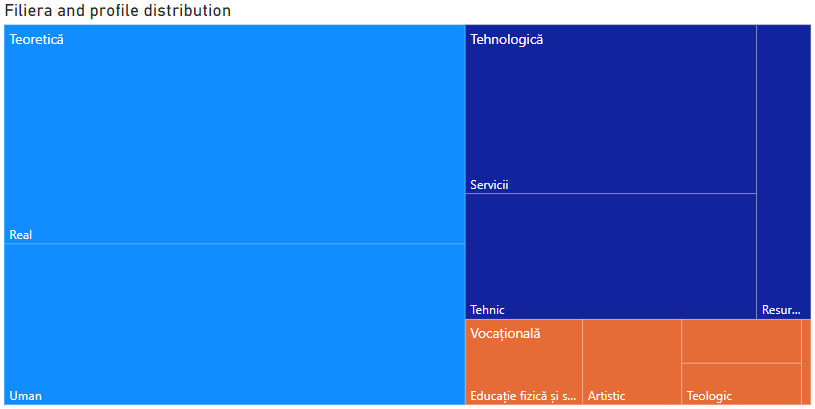 Filiera and profile distribution
Teoretică
Real
Uman
Tehnologică
Servicii
Tehnic
Resur...
Vocațională
Educație fizică și s...
Artistic
Teologic